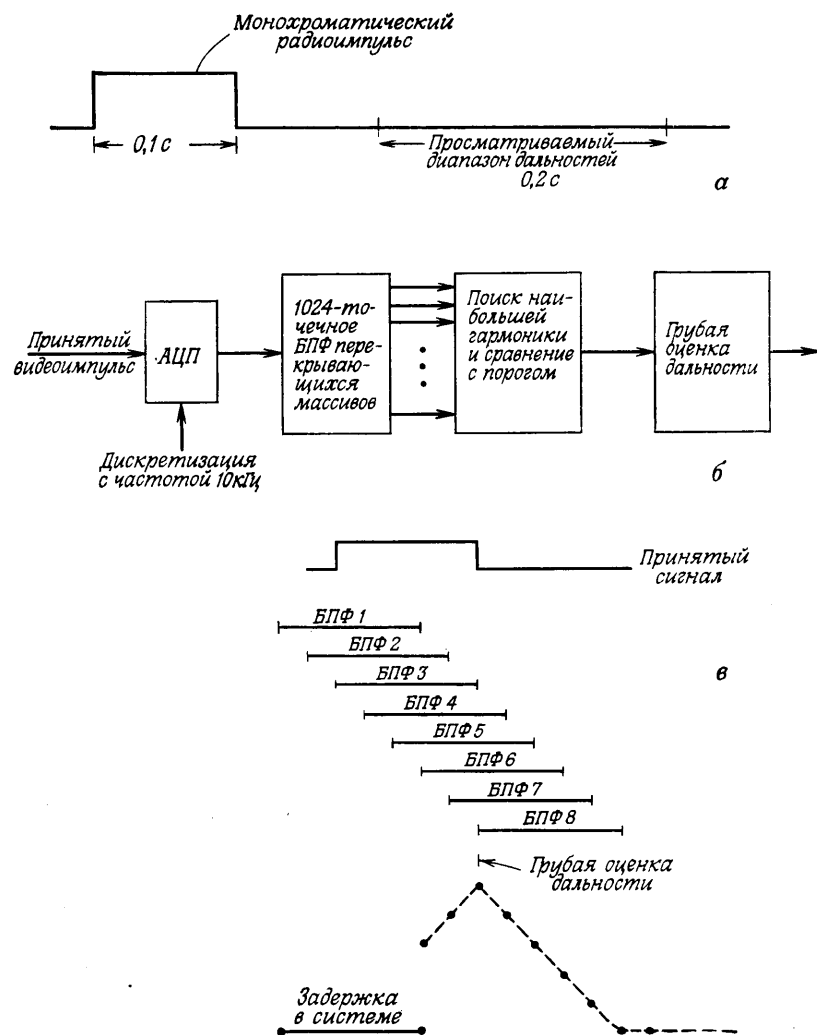 Монохроматический
радиоимпульс
0,1 с
Просматриваемый
диапазон дальностей
0,2 с
а
Принятый
видеоимпульс
АЦП
1024-то-
чечное
БПФ пере-
крываю-
щихся
массивов
Поиск наи-
большей
гармоники
и сравнение
с порогом
Грубая
оценка
дальности
Дискретизация
с частотой 10кГц
б
Принятый
сигнал
БПФ 1
БПФ 2
БПФ 3
в
БПФ 4
БПФ 5
БПФ 6
БПФ 7
БПФ 8
Грубая оценка
дальности
Задержка
в системе